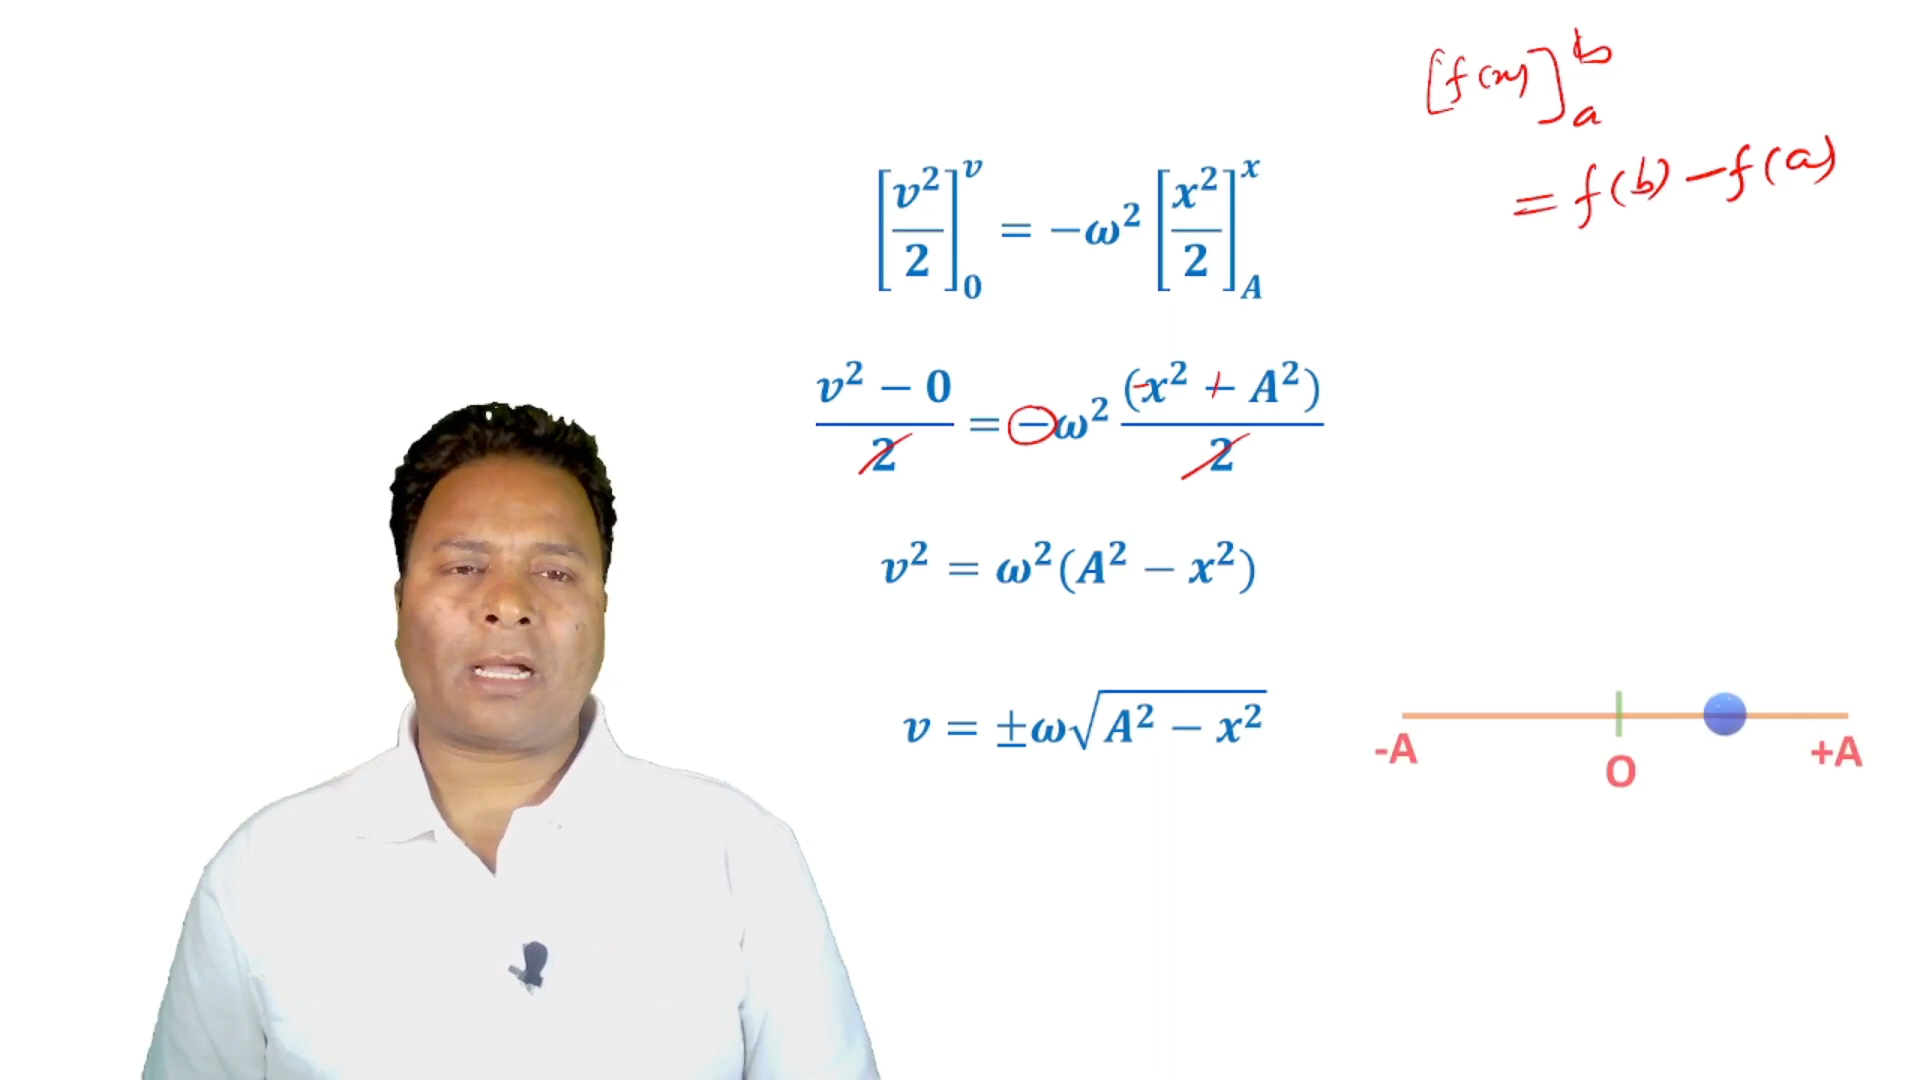 [f(x)]_a^b
= f(b) - f(a)
[v²/2]_0^v = -ω² [x²/2]_A^x
(v² - 0)/2 = -ω² (-x² + A²)/2
v² = ω²(A² - x²)
v = ±ω√(A² - x²)
-A O +A